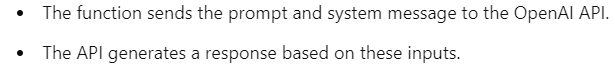 • The function sends the prompt and system message to the OpenAI API.
• The API generates a response based on these inputs.